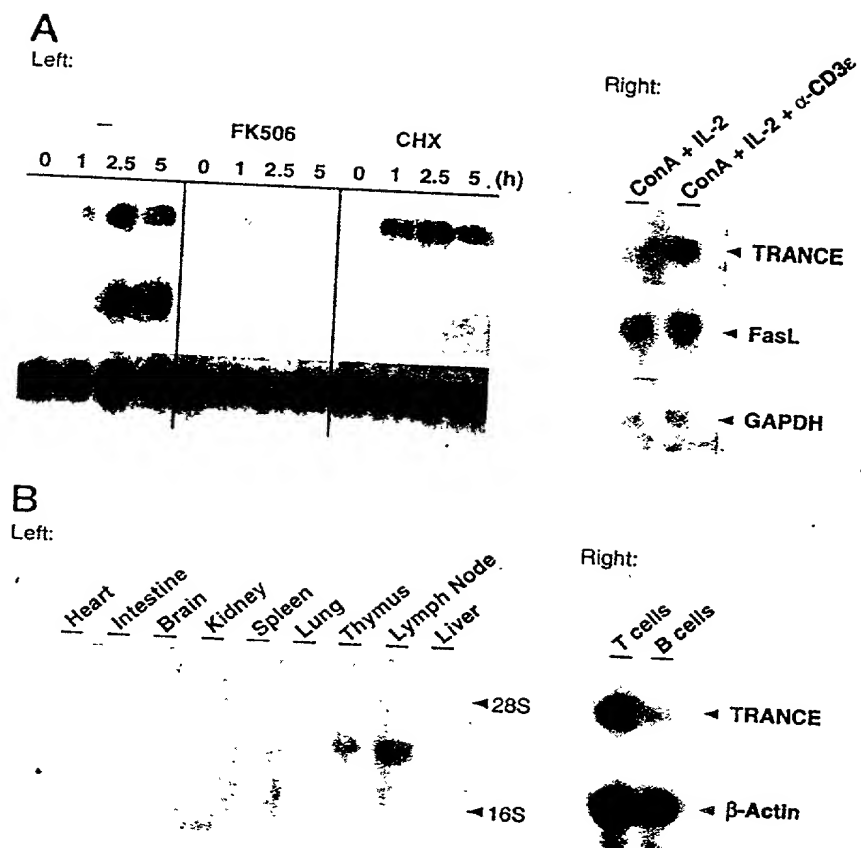 A
Left:
– FK506 CHX
0 1 2.5 5 0 1 2.5 5 0 1 2.5 5 (h)
Right:
ConA + IL-2
ConA + IL-2 + α-CD3ε
TRANCE
FasL
GAPDH
B
Left:
Heart
Intestine
Brain
Kidney
Spleen
Lung
Thymus
Lymph Node
Liver
28S
16S
Right:
T cells
B cells
TRANCE
β-Actin